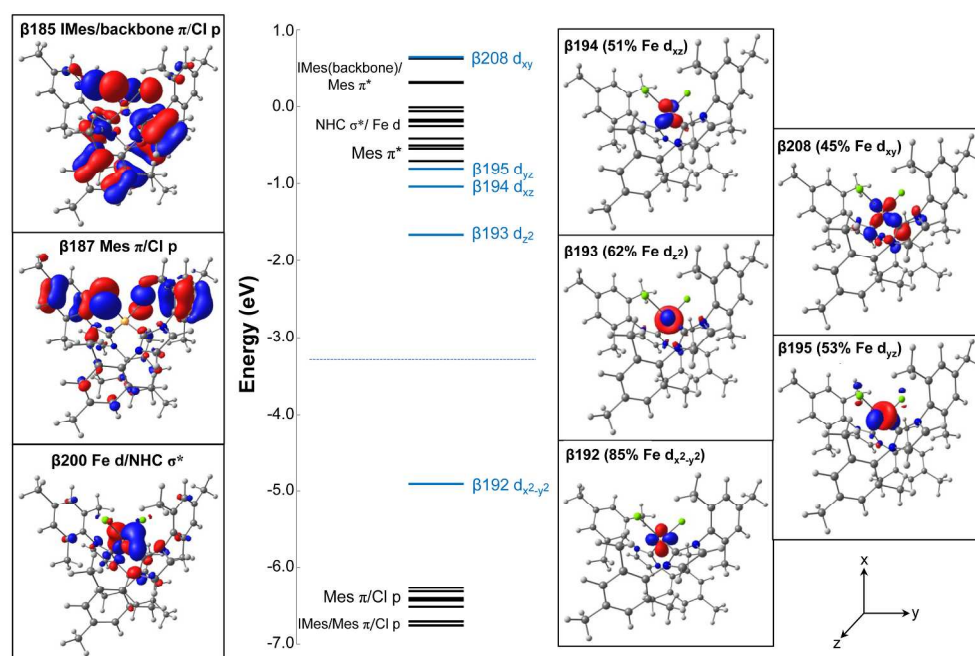 β185 IMes/backbone π/Cl p
β187 Mes π/Cl p
β200 Fe d/NHC σ*
Energy (eV)
1.0
0.0
-1.0
-2.0
-3.0
-4.0
-5.0
-6.0
-7.0
IMes(backbone)/
Mes π*
NHC σ*/ Fe d
Mes π*
Mes π/Cl p
IMes/Mes π/Cl p
β208 dxy
β195 dyz
β194 dxz
β193 dz2
β192 dx2-y2
β194 (51% Fe dxz)
β193 (62% Fe dz2)
β192 (85% Fe dx2-y2)
β208 (45% Fe dxy)
β195 (53% Fe dyz)
x
y
z